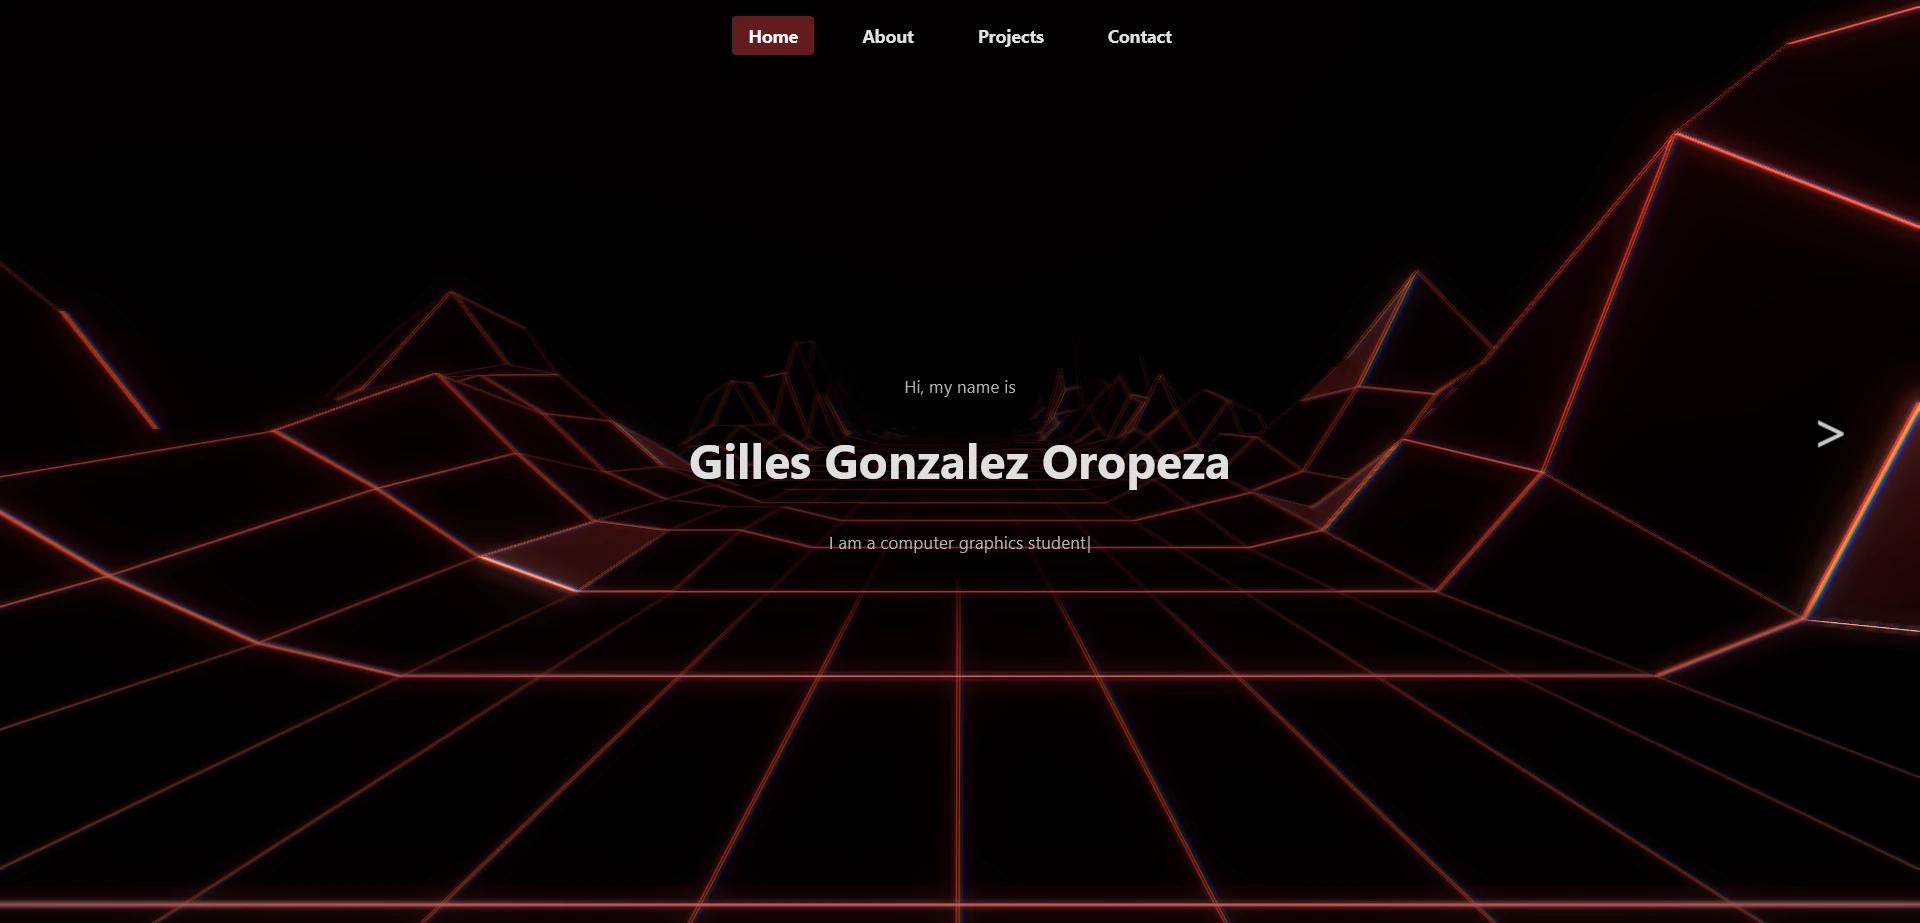 Home About Projects Contact
Hi, my name is
>
Gilles Gonzalez Oropeza
I am a computer graphics student|